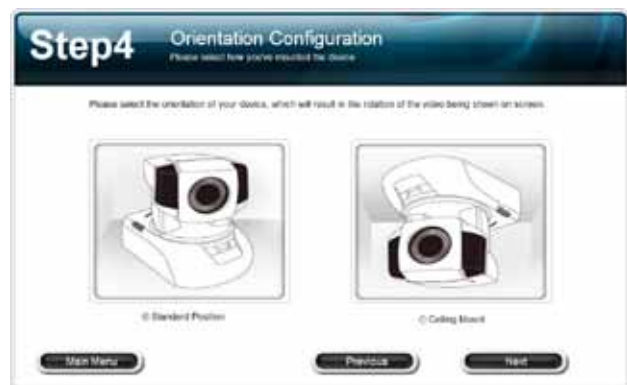 Step4
Orientation Configuration
Please select how you've mounted the device
Please select the orientation of your device, which will result in the rotation of the video being shown on screen.
Standard Position
Ceiling Mount
Main Menu
Previous
Next